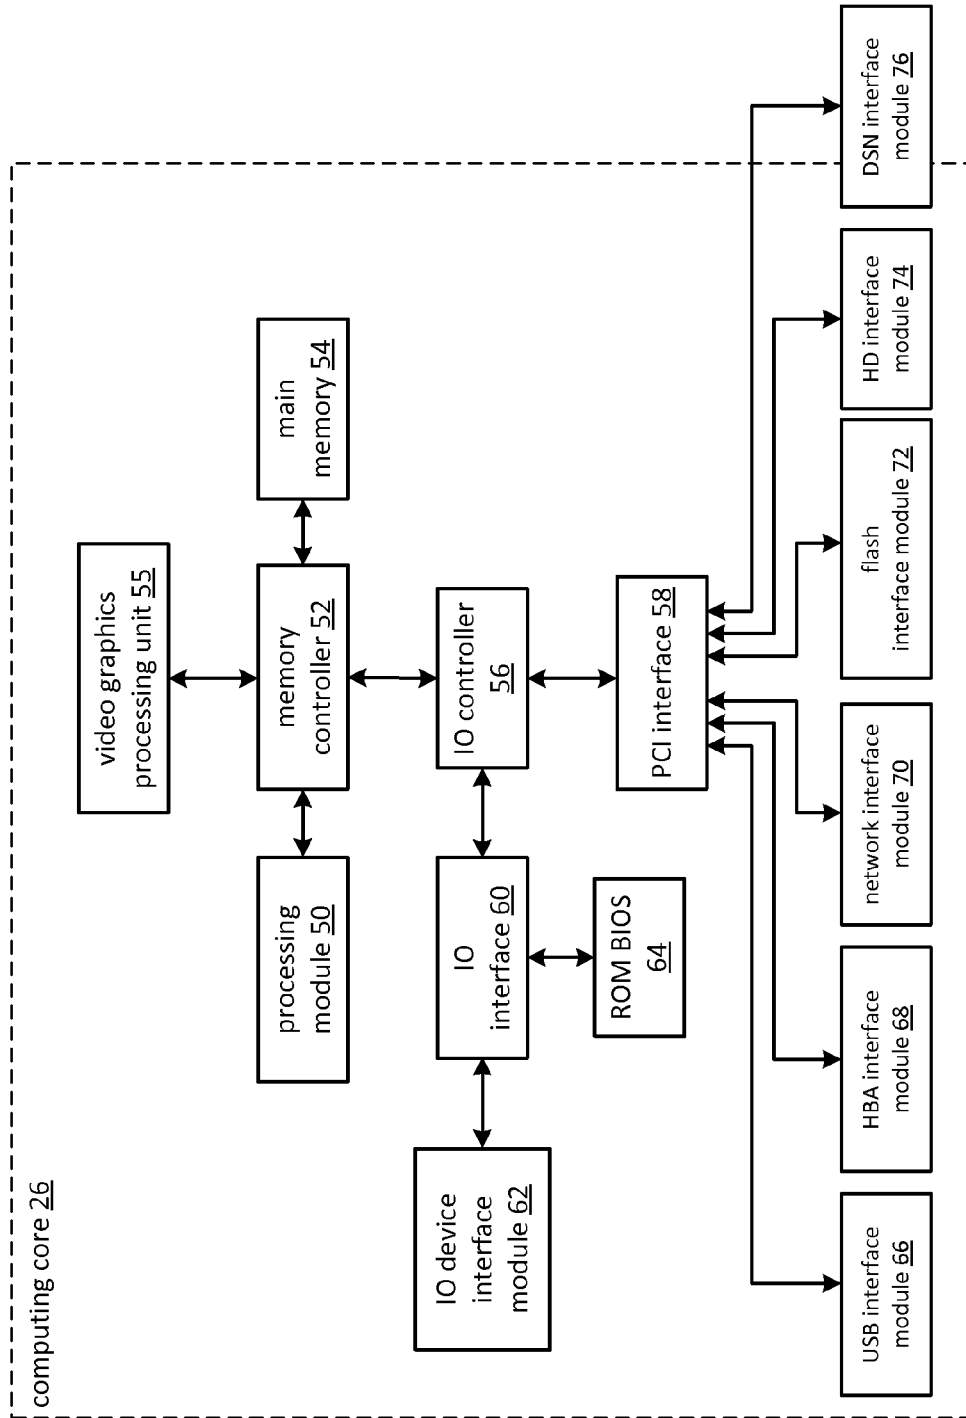 computing core 26
video graphics
processing unit 55
processing
module 50
memory
controller 52
main
memory 54
IO device
interface
module 62
IO
interface 60
IO controller
56
ROM BIOS
64
PCI interface 58
USB interface
module 66
HBA interface
module 68
network interface
module 70
flash
interface module 72
HD interface
module 74
DSN interface
module 76